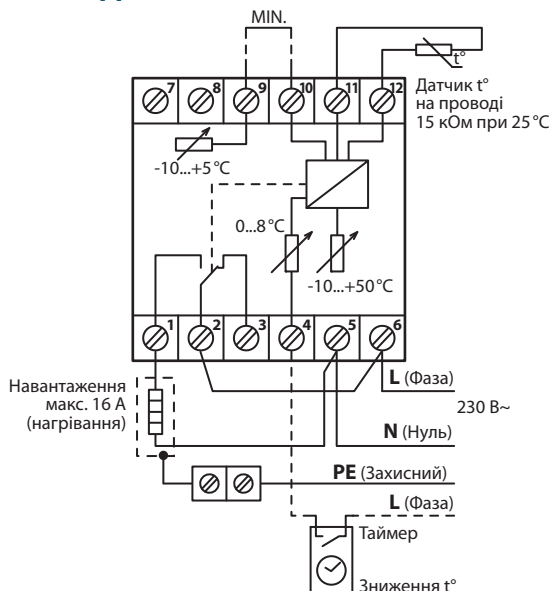 MIN.
t°
7 8 9 10 11 12
Датчик t°
на проводі
15 кОм при 25 °C
-10...+5 °C
0...8 °C
-10...+50 °C
1 2 3 4 5 6
Навантаження
макс. 16 А
(нагрівання)
L (Фаза)
230 В~
N (Нуль)
PE (Захисний)
L (Фаза)
Таймер
Зниження t°